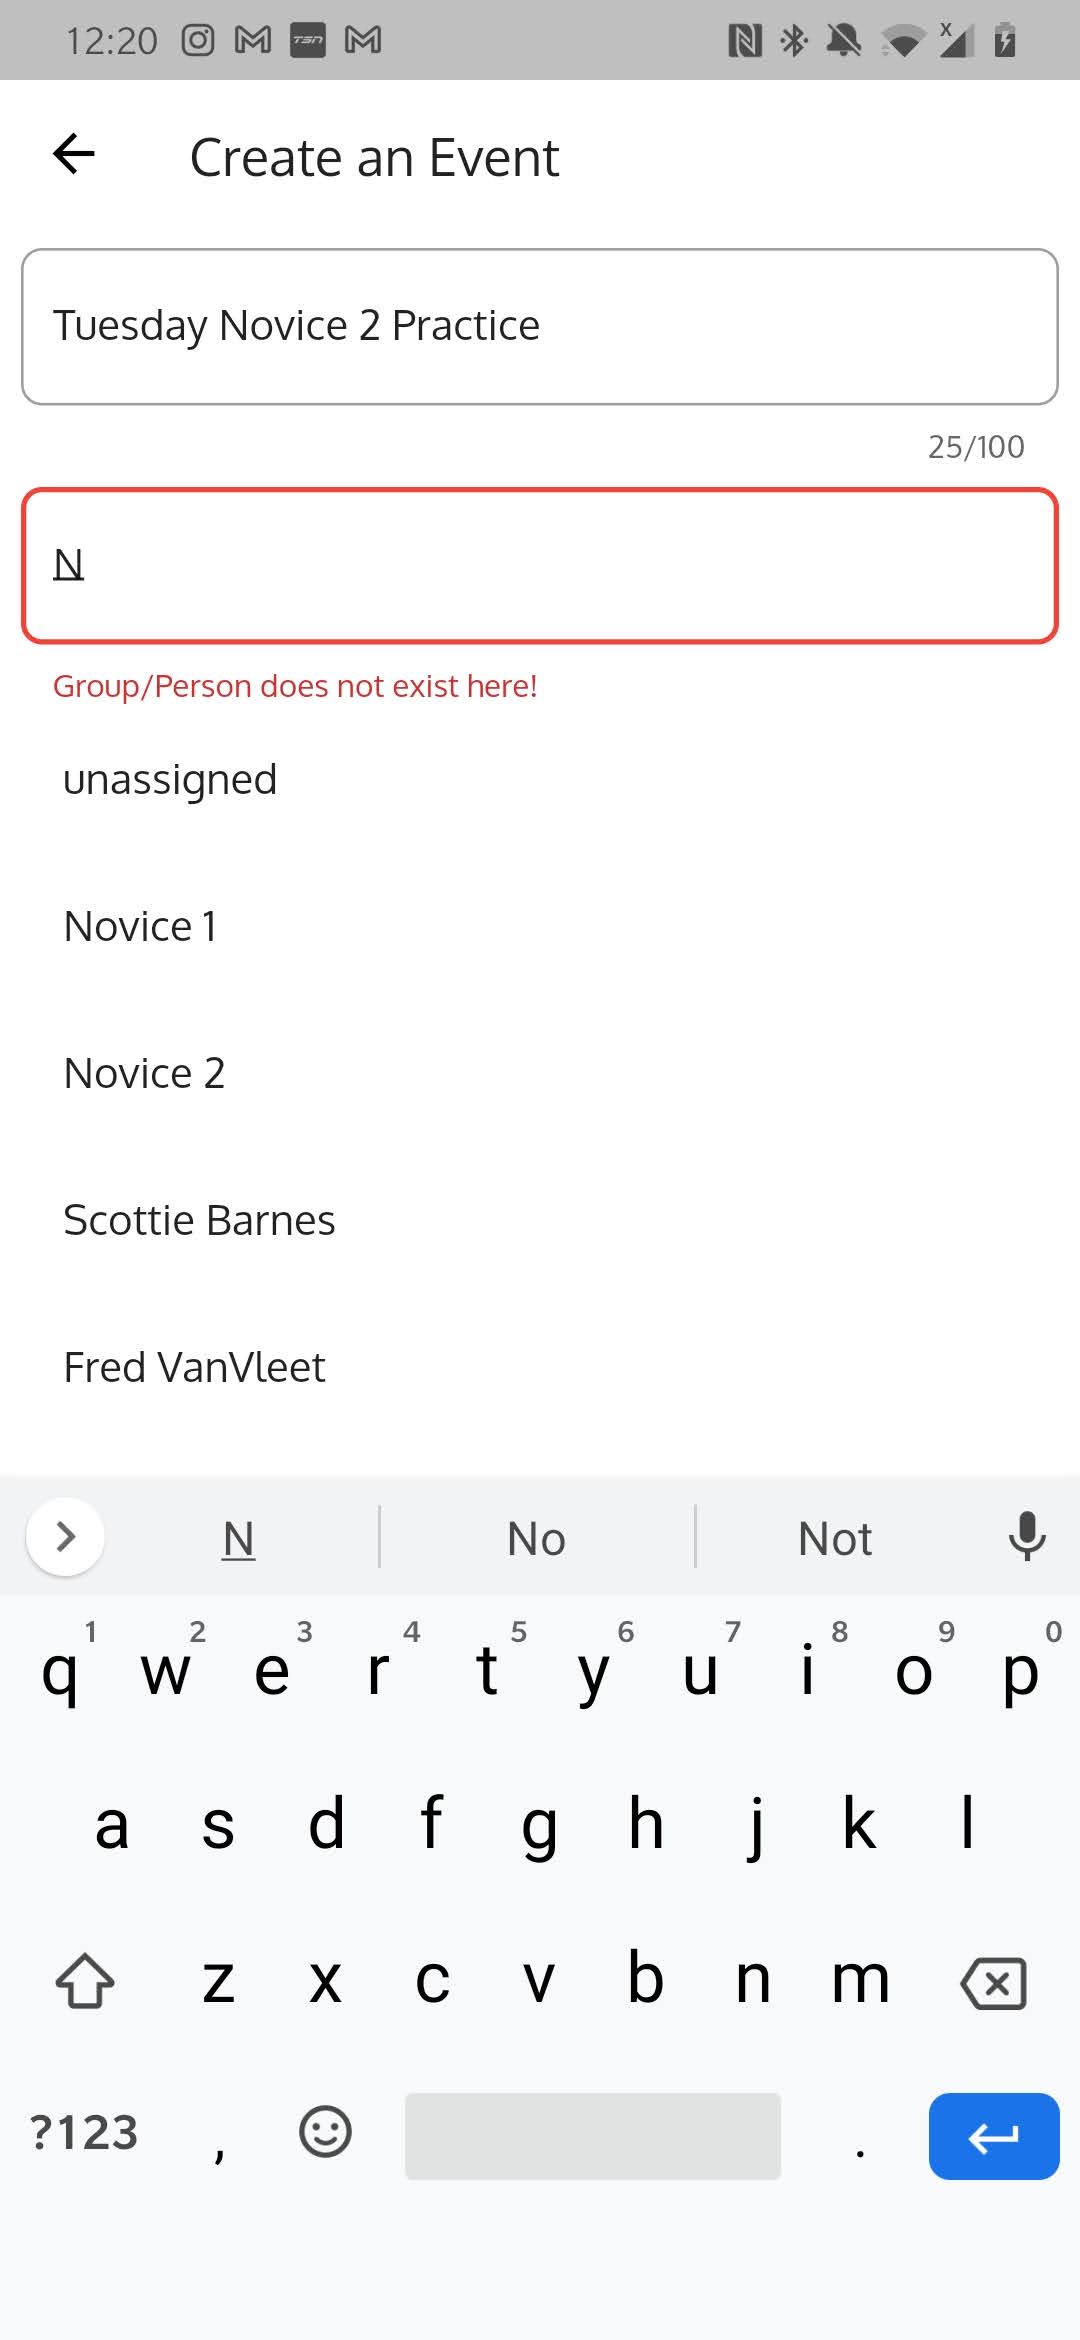 12:20 TSN
Create an Event
Tuesday Novice 2 Practice
25/100
N
Group/Person does not exist here!
unassigned
Novice 1
Novice 2
Scottie Barnes
Fred VanVleet
N No Not
1 2 3 4 5 6 7 8 9 0
q w e r t y u i o p
a s d f g h j k l
z x c v b n m
?123 , .